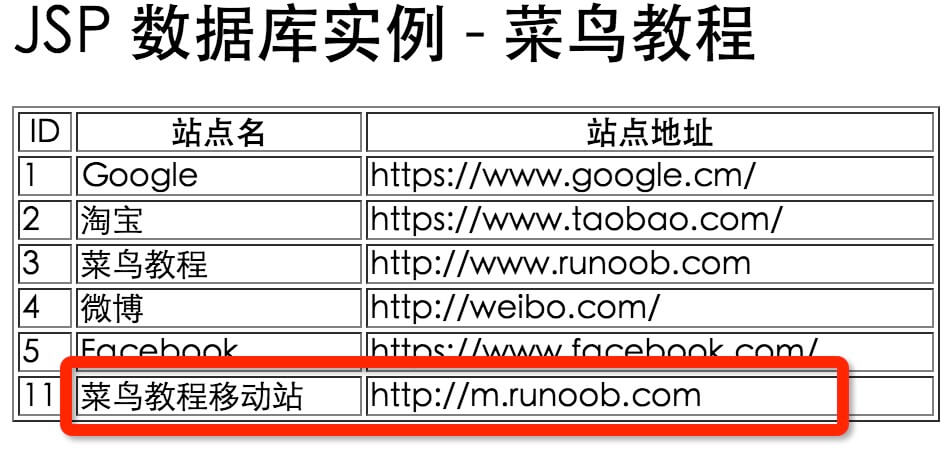 JSP 数据库实例 - 菜鸟教程
ID 站点名 站点地址
1 Google https://www.google.cm/
2 淘宝 https://www.taobao.com/
3 菜鸟教程 http://www.runoob.com
4 微博 http://weibo.com/
5 Facebook https://www.facebook.com/
11 菜鸟教程移动站 http://m.runoob.com